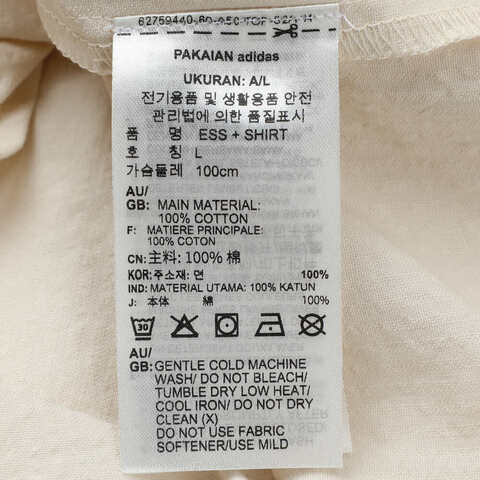 PAKAIAN adidas
UKURAN: A/L
전기용품 및 생활용품 안전
관리법에 의한 품질표시
품 명 ESS + SHIRT
호 칭 L
가슴둘레 100cm
AU/
GB: MAIN MATERIAL:
100% COTTON
F: MATIERE PRINCIPALE:
100% COTON
CN: 主料: 100% 棉
KOR: 주소재: 면 100%
IND: MATERIAL UTAMA: 100% KATUN
J: 本体 綿 100%
30
AU/
GB: GENTLE COLD MACHINE
WASH/ DO NOT BLEACH/
TUMBLE DRY LOW HEAT/
COOL IRON/ DO NOT DRY
CLEAN (X)
DO NOT USE FABRIC
SOFTENER/USE MILD